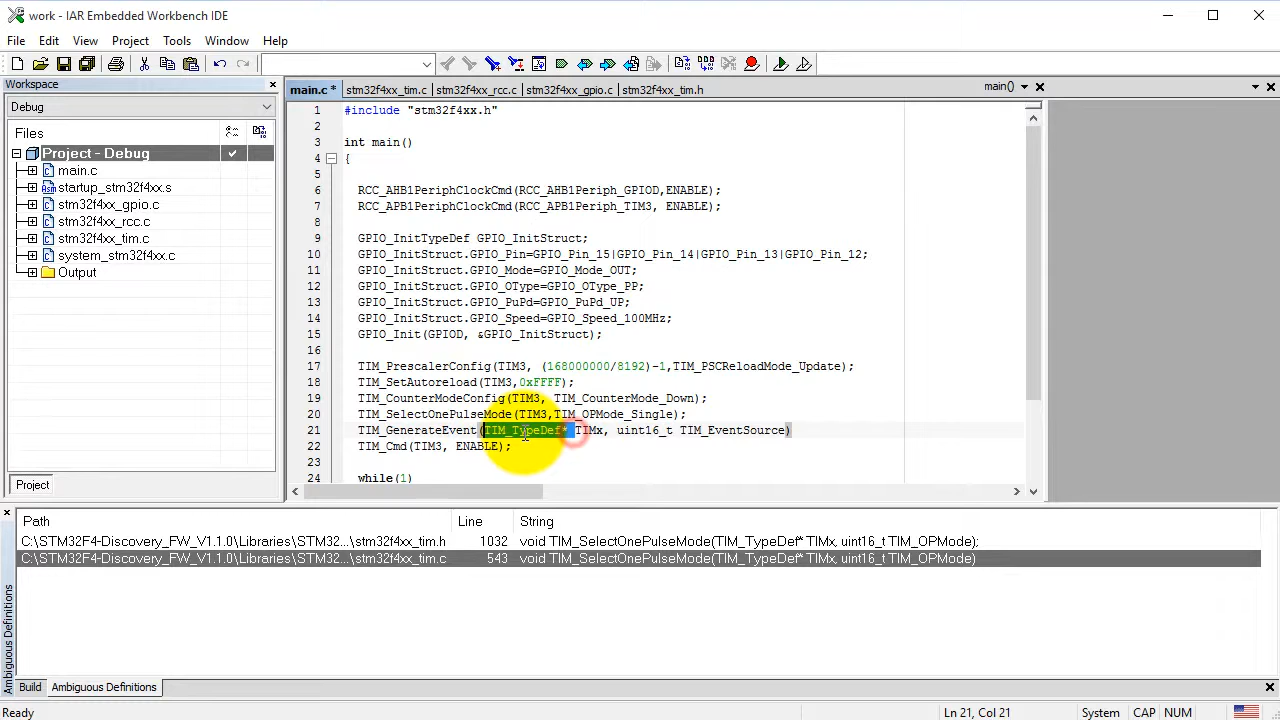 work - IAR Embedded Workbench IDE
File Edit View Project Tools Window Help
Workspace
main.c * stm32f4xx_tim.c stm32f4xx_rcc.c stm32f4xx_gpio.c stm32f4xx_tim.h main()
Debug
Files
Project - Debug
main.c
startup_stm32f4xx.s
stm32f4xx_gpio.c
stm32f4xx_rcc.c
stm32f4xx_tim.c
system_stm32f4xx.c
Output
Project
1 #include "stm32f4xx.h"
2
3 int main()
4 {
5
6 RCC_AHB1PeriphClockCmd(RCC_AHB1Periph_GPIOD,ENABLE);
7 RCC_APB1PeriphClockCmd(RCC_APB1Periph_TIM3, ENABLE);
8
9 GPIO_InitTypeDef GPIO_InitStruct;
10 GPIO_InitStruct.GPIO_Pin=GPIO_Pin_15|GPIO_Pin_14|GPIO_Pin_13|GPIO_Pin_12;
11 GPIO_InitStruct.GPIO_Mode=GPIO_Mode_OUT;
12 GPIO_InitStruct.GPIO_OType=GPIO_OType_PP;
13 GPIO_InitStruct.GPIO_PuPd=GPIO_PuPd_UP;
14 GPIO_InitStruct.GPIO_Speed=GPIO_Speed_100MHz;
15 GPIO_Init(GPIOD, &GPIO_InitStruct);
16
17 TIM_PrescalerConfig(TIM3, (168000000/8192)-1,TIM_PSCReloadMode_Update);
18 TIM_SetAutoreload(TIM3,0xFFFF);
19 TIM_CounterModeConfig(TIM3, TIM_CounterMode_Down);
20 TIM_SelectOnePulseMode(TIM3,TIM_OPMode_Single);
21 TIM_GenerateEvent(TIM_TypeDef* TIMx, uint16_t TIM_EventSource)
22 TIM_Cmd(TIM3, ENABLE);
23
24 while(1)
Path Line String
C:\STM32F4-Discovery_FW_V1.1.0\Libraries\STM32...\stm32f4xx_tim.h 1032 void TIM_SelectOnePulseMode(TIM_TypeDef* TIMx, uint16_t TIM_OPMode);
C:\STM32F4-Discovery_FW_V1.1.0\Libraries\STM32...\stm32f4xx_tim.c 543 void TIM_SelectOnePulseMode(TIM_TypeDef* TIMx, uint16_t TIM_OPMode)
Ambiguous Definitions
Build Ambiguous Definitions
Ready Ln 21, Col 21 System CAP NUM